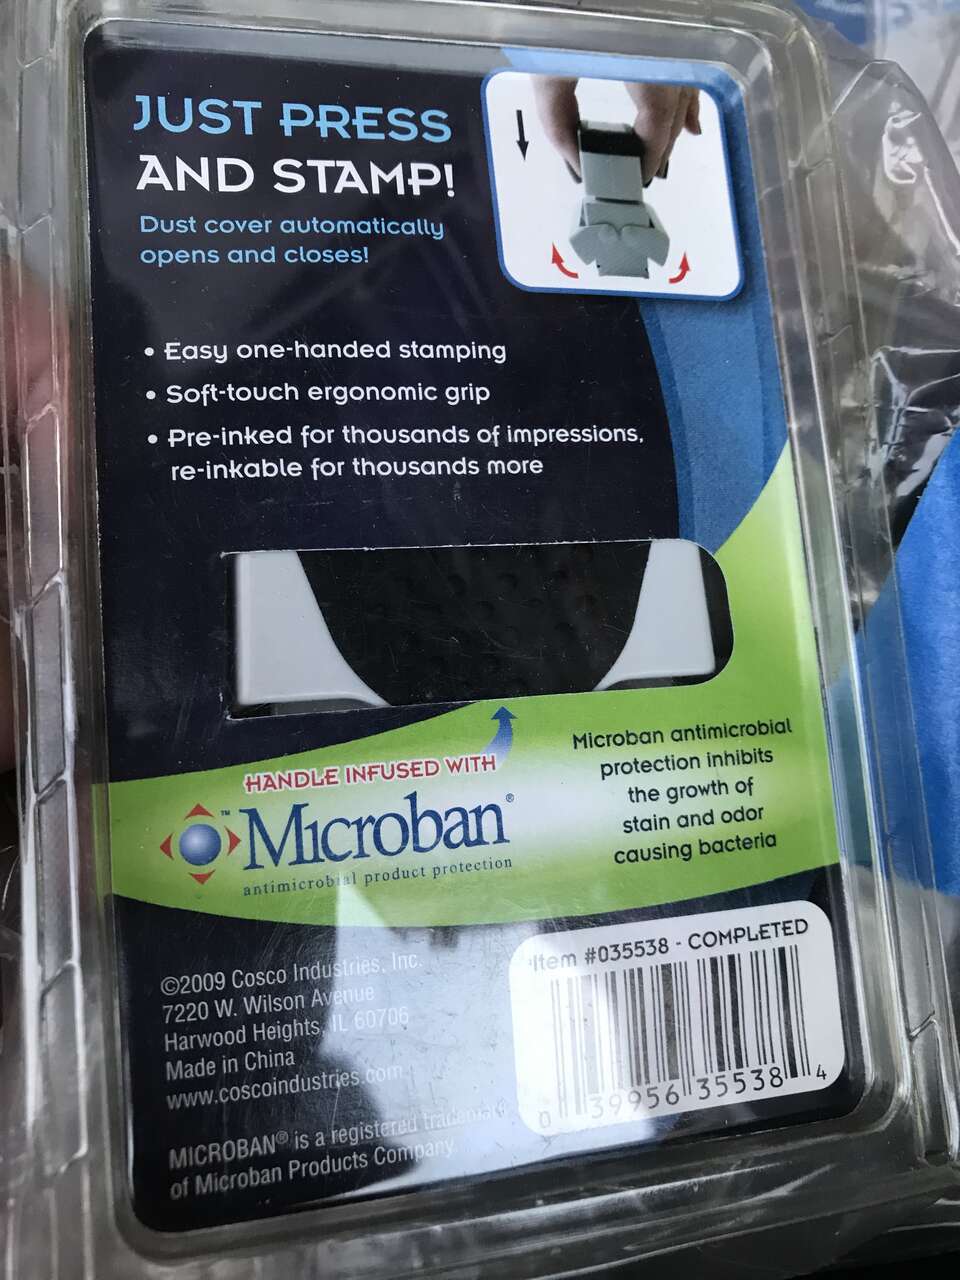 JUST PRESS
AND STAMP!
Dust cover automatically
opens and closes!
• Easy one-handed stamping
• Soft-touch ergonomic grip
• Pre-inked for thousands of impressions,
re-inkable for thousands more
HANDLE INFUSED WITH
Microban®
™
antimicrobial product protection
Microban antimicrobial
protection inhibits
the growth of
stain and odor
causing bacteria
©2009 Cosco Industries, Inc.
7220 W. Wilson Avenue
Harwood Heights, IL 60706
Made in China
www.coscoindustries.com
MICROBAN® is a registered trademark
of Microban Products Company.
Item #035538 - COMPLETED
0 39956 35538 4